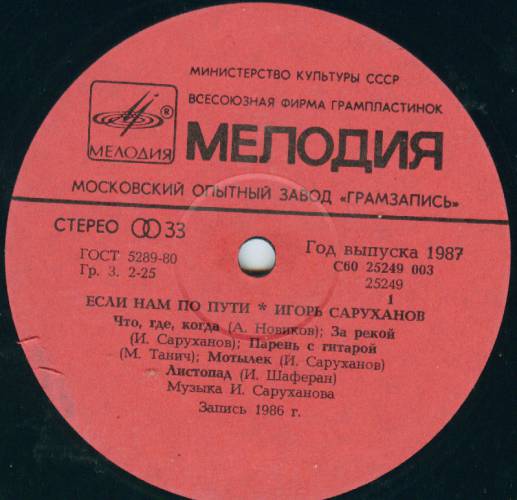 МИНИСТЕРСТВО КУЛЬТУРЫ СССР
ВСЕСОЮЗНАЯ ФИРМА ГРАМПЛАСТИНОК
® МЕЛОДИЯ
МЕЛОДИЯ
МОСКОВСКИЙ ОПЫТНЫЙ ЗАВОД «ГРАМЗАПИСЬ»
СТЕРЕО 33
Год выпуска 1987
ГОСТ 5289-80
С60 25249 003
Гр. 3. 2-25
25249
1
ЕСЛИ НАМ ПО ПУТИ * ИГОРЬ САРУХАНОВ
Что, где, когда (А. Новиков); За рекой
(И. Саруханов); Парень с гитарой
(М. Танич); Мотылек (И. Саруханов)
Листопад (И. Шаферан)
Музыка И. Саруханова
Запись 1986 г.